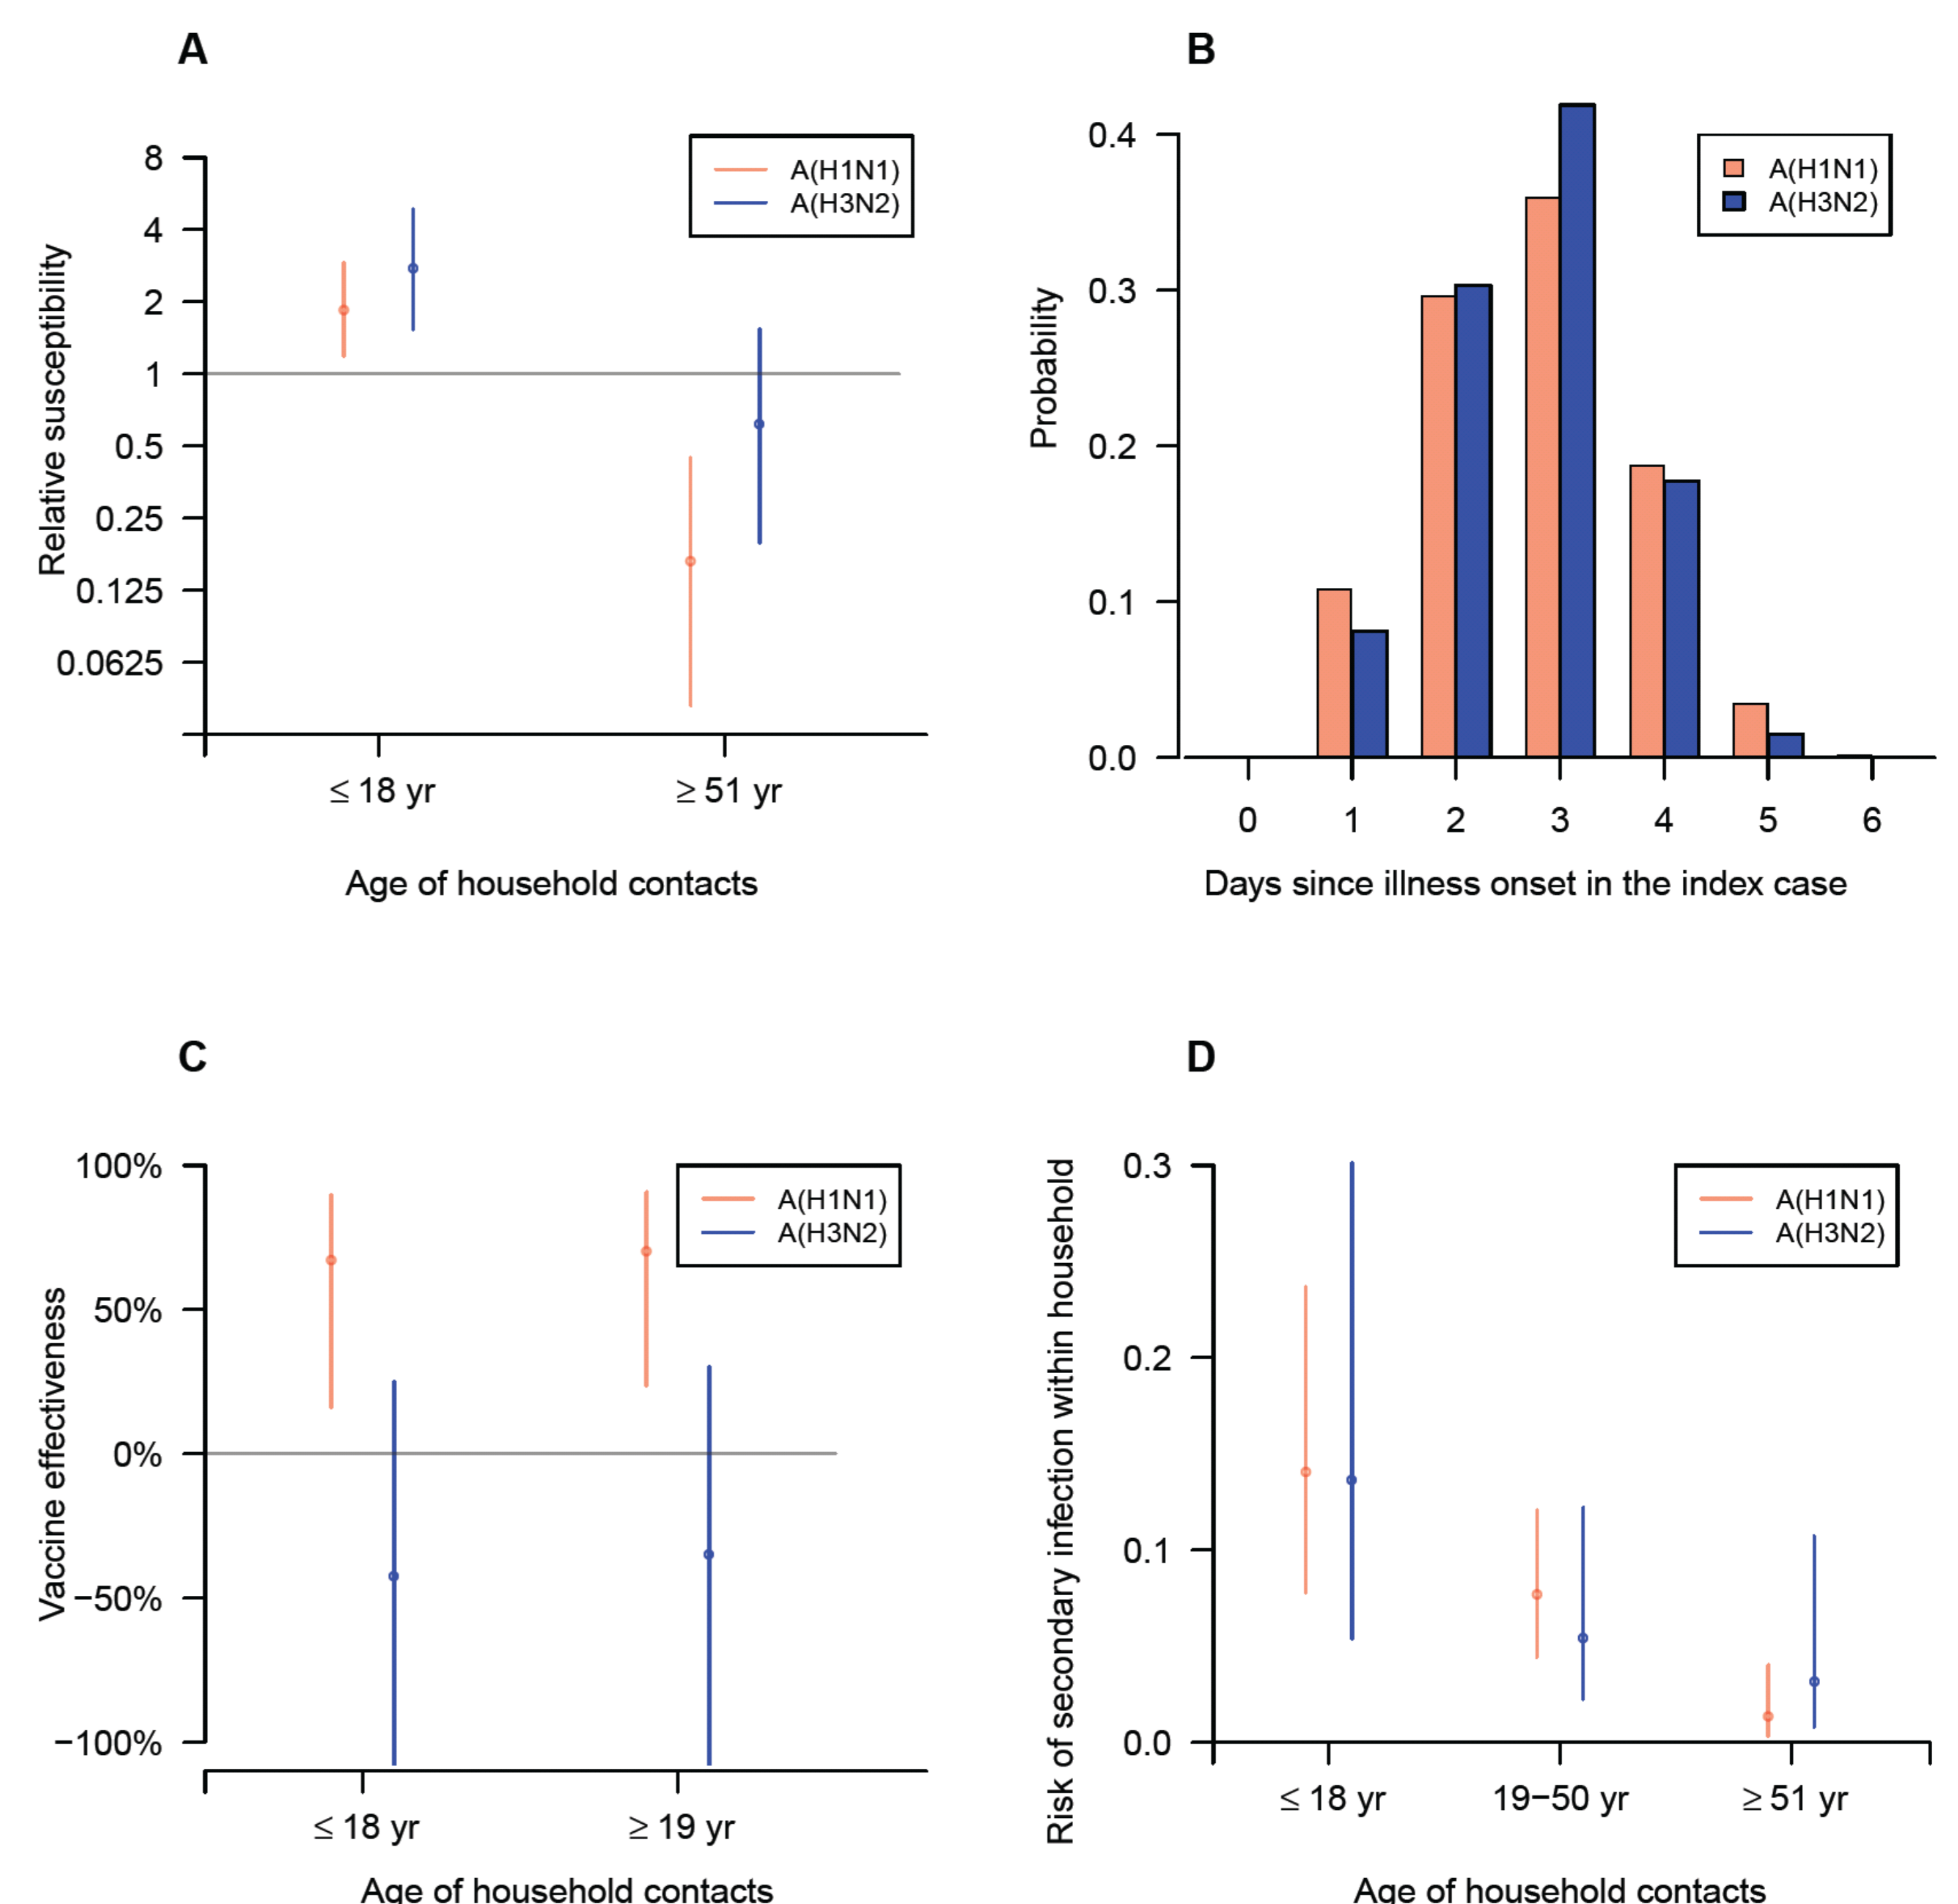 A
Relative susceptibility
8
4
2
1
0.5
0.25
0.125
0.0625
A(H1N1)
A(H3N2)
≤ 18 yr
≥ 51 yr
Age of household contacts
B
Probability
0.4
0.3
0.2
0.1
0.0
A(H1N1)
A(H3N2)
0 1 2 3 4 5 6
Days since illness onset in the index case
C
Vaccine effectiveness
100%
50%
0%
−50%
−100%
A(H1N1)
A(H3N2)
≤ 18 yr
≥ 19 yr
Age of household contacts
D
Risk of secondary infection within household
0.3
0.2
0.1
0.0
A(H1N1)
A(H3N2)
≤ 18 yr
19−50 yr
≥ 51 yr
Age of household contacts